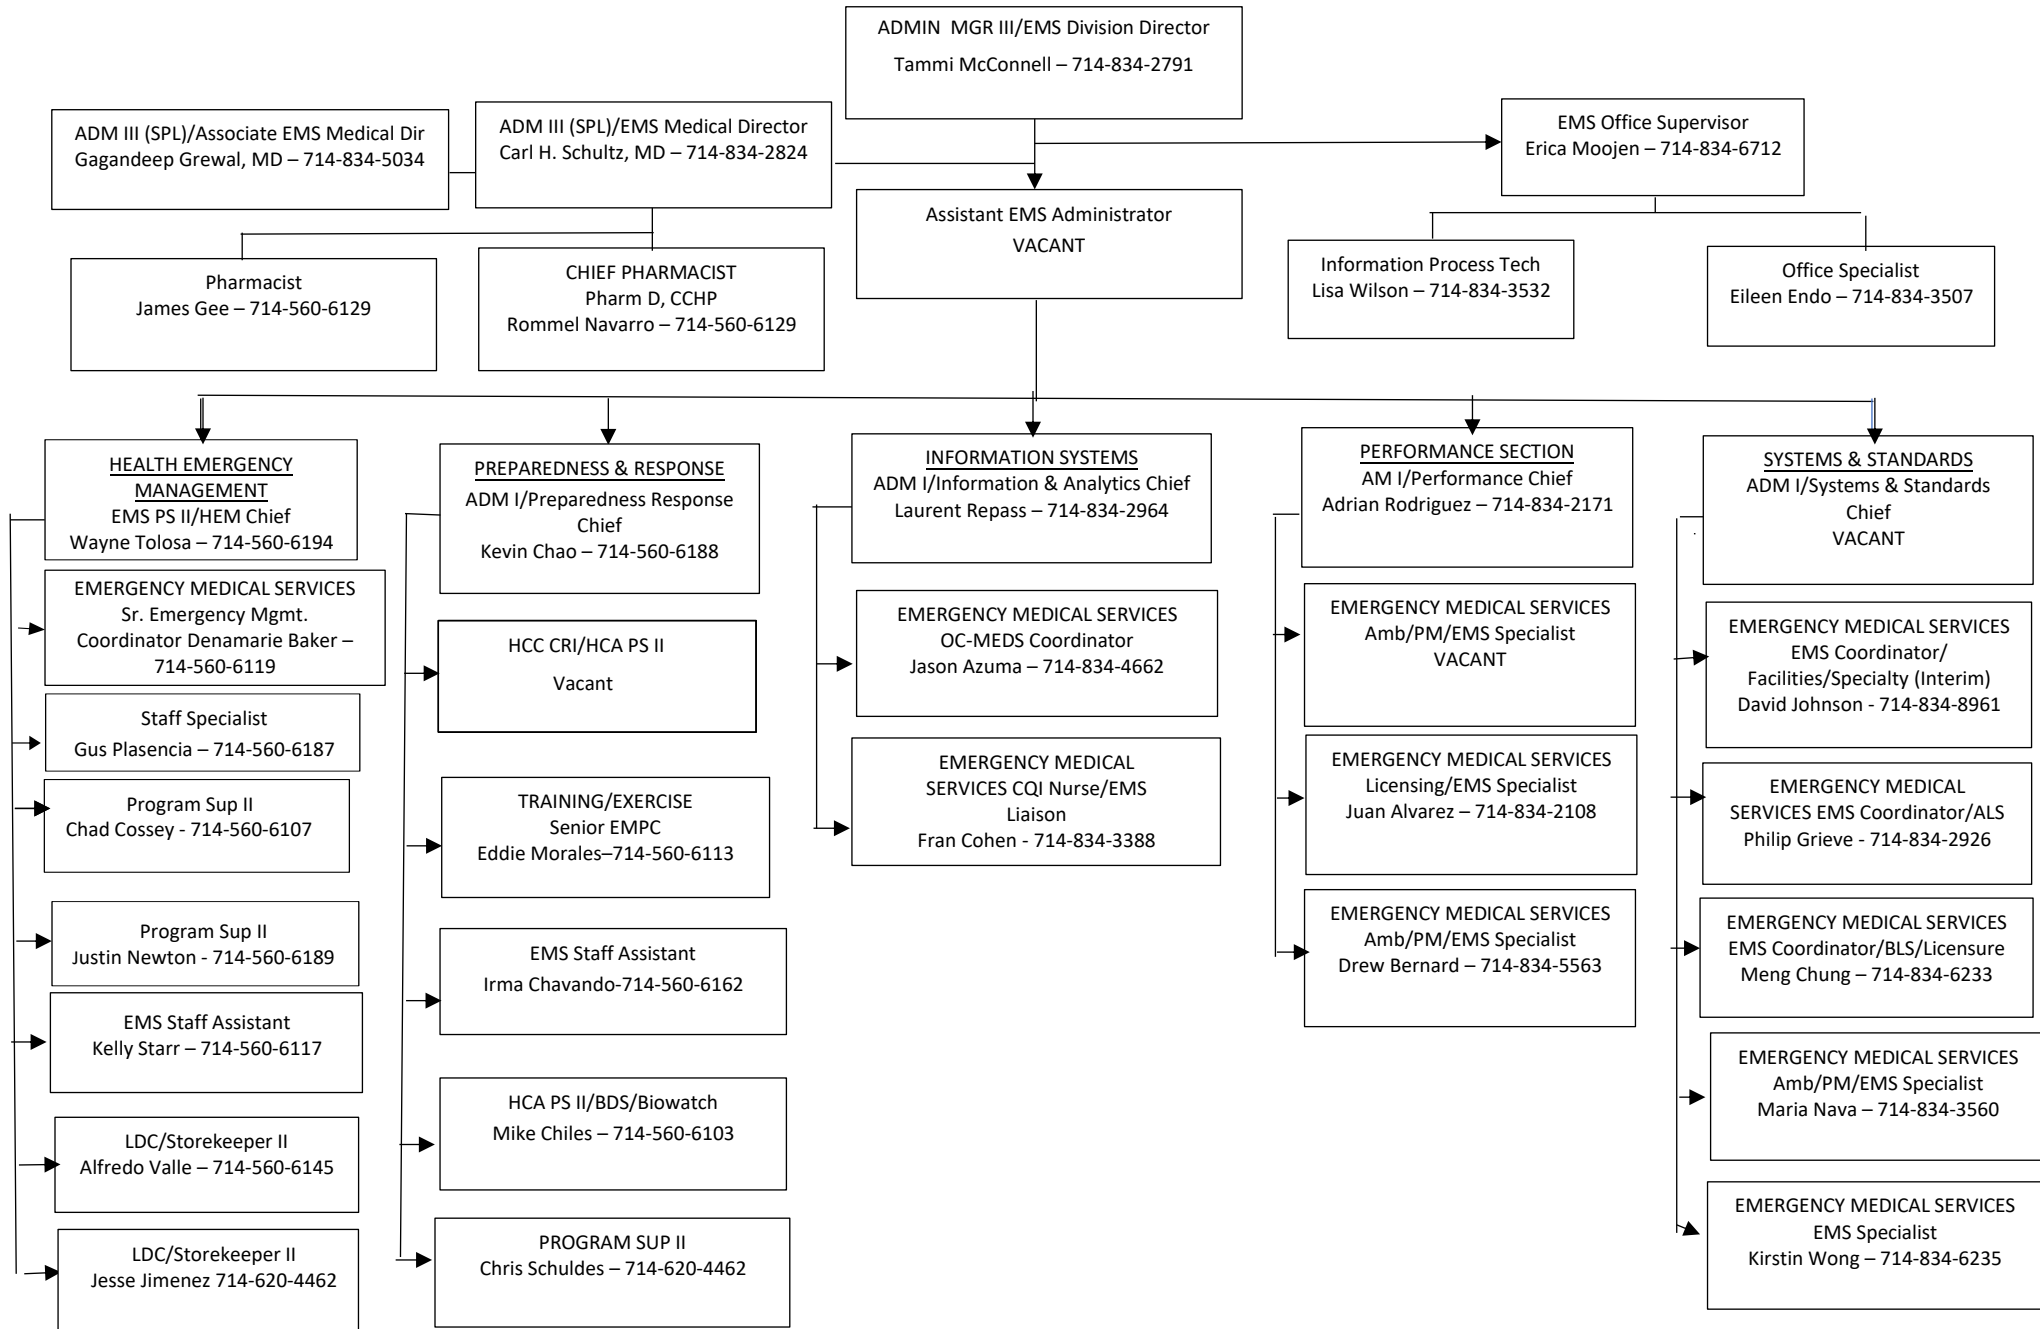 ADMIN  MGR III/EMS Division Director
Tammi McConnell – 714-834-2791
ADM III (SPL)/Associate EMS Medical Dir
Gagandeep Grewal, MD – 714-834-5034
ADM III (SPL)/EMS Medical Director
Carl H. Schultz, MD – 714-834-2824
EMS Office Supervisor
Erica Moojen – 714-834-6712
Assistant EMS Administrator
VACANT
Pharmacist
James Gee – 714-560-6129
CHIEF PHARMACIST
Pharm D, CCHP
Rommel Navarro – 714-560-6129
Information Process Tech
Lisa Wilson – 714-834-3532
Office Specialist
Eileen Endo – 714-834-3507
HEALTH EMERGENCY
MANAGEMENT
EMS PS II/HEM Chief
Wayne Tolosa – 714-560-6194
EMERGENCY MEDICAL SERVICES
Sr. Emergency Mgmt.
Coordinator Denamarie Baker –
714-560-6119
Staff Specialist
Gus Plasencia – 714-560-6187
Program Sup II
Chad Cossey - 714-560-6107
Program Sup II
Justin Newton - 714-560-6189
EMS Staff Assistant
Kelly Starr – 714-560-6117
LDC/Storekeeper II
Alfredo Valle – 714-560-6145
LDC/Storekeeper II
Jesse Jimenez 714-620-4462
PREPAREDNESS & RESPONSE
ADM I/Preparedness Response
Chief
Kevin Chao – 714-560-6188
HCC CRI/HCA PS II
Vacant
TRAINING/EXERCISE
Senior EMPC
Eddie Morales–714-560-6113
EMS Staff Assistant
Irma Chavando-714-560-6162
HCA PS II/BDS/Biowatch
Mike Chiles – 714-560-6103
PROGRAM SUP II
Chris Schuldes – 714-620-4462
INFORMATION SYSTEMS
ADM I/Information & Analytics Chief
Laurent Repass – 714-834-2964
EMERGENCY MEDICAL SERVICES
OC-MEDS Coordinator
Jason Azuma – 714-834-4662
EMERGENCY MEDICAL
SERVICES CQI Nurse/EMS
Liaison
Fran Cohen - 714-834-3388
PERFORMANCE SECTION
AM I/Performance Chief
Adrian Rodriguez – 714-834-2171
EMERGENCY MEDICAL SERVICES
Amb/PM/EMS Specialist
VACANT
EMERGENCY MEDICAL SERVICES
Licensing/EMS Specialist
Juan Alvarez – 714-834-2108
EMERGENCY MEDICAL SERVICES
Amb/PM/EMS Specialist
Drew Bernard – 714-834-5563
SYSTEMS & STANDARDS
ADM I/Systems & Standards
Chief
VACANT
EMERGENCY MEDICAL SERVICES
EMS Coordinator/
Facilities/Specialty (Interim)
David Johnson - 714-834-8961
EMERGENCY MEDICAL
SERVICES EMS Coordinator/ALS
Philip Grieve - 714-834-2926
EMERGENCY MEDICAL SERVICES
EMS Coordinator/BLS/Licensure
Meng Chung – 714-834-6233
EMERGENCY MEDICAL SERVICES
Amb/PM/EMS Specialist
Maria Nava – 714-834-3560
EMERGENCY MEDICAL SERVICES
EMS Specialist
Kirstin Wong – 714-834-6235